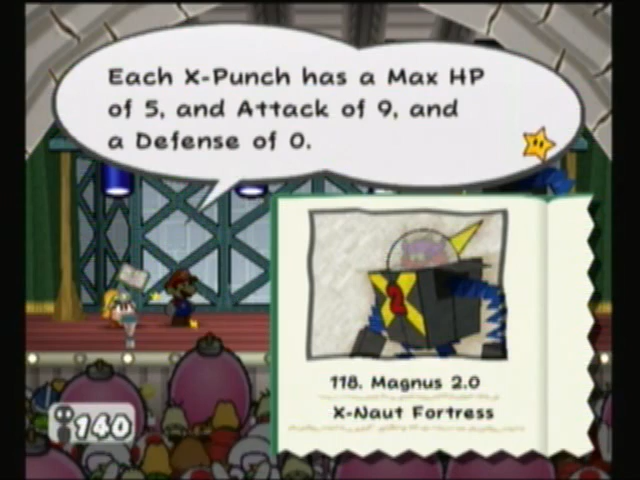 Each X-Punch has a Max HP
of 5, and Attack of 9, and
a Defense of 0.
X 2
118. Magnus 2.0
X-Naut Fortress
140